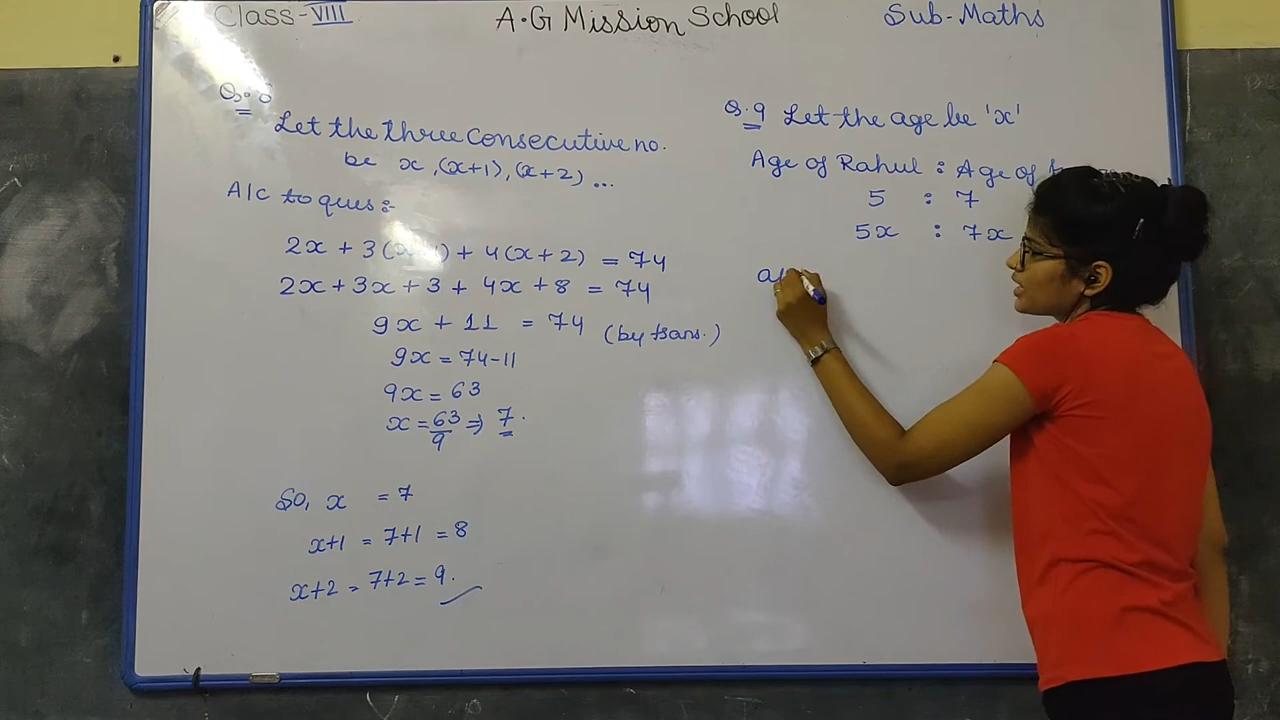 Class-VIII A.G Mission School Sub-Maths
Q.8
Let the three Consecutive no.
be x, (x+1), (x+2) ...
A/c to ques:-
2x + 3(x+1) + 4(x+2) = 74
2x+3x+3 + 4x+8 = 74
9x + 11 = 74 (by trans.)
9x = 74-11
9x = 63
x = 63/9 ⇒ 7.
So, x = 7
x+1 = 7+1 = 8
x+2 = 7+2 = 9.
Q.9 Let the age be 'x'
Age of Rahul : Age of
5 : 7
5x : 7x